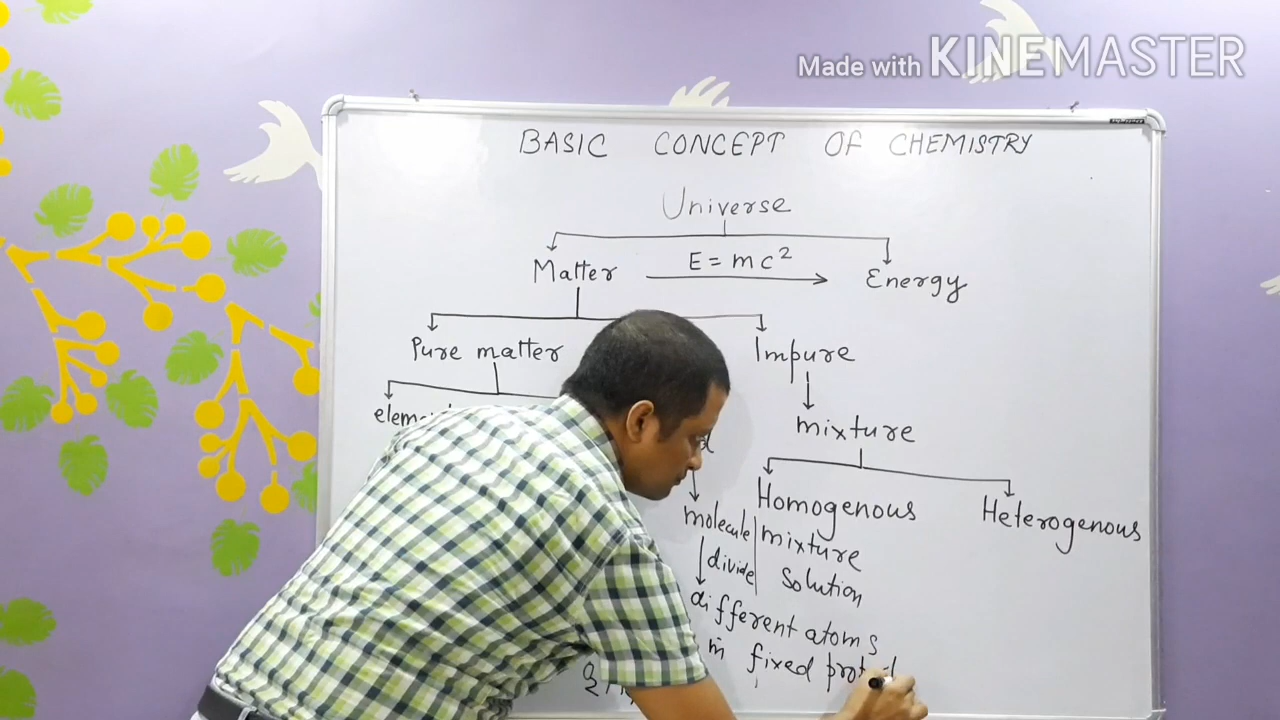 Made with KINEMASTER
BASIC CONCEPT OF CHEMISTRY
Universe
Matter E = mc² Energy
Pure matter Impure
mixture
Homogenous Heterogenous
molecule mixture
divide solution
different atoms
in fixed